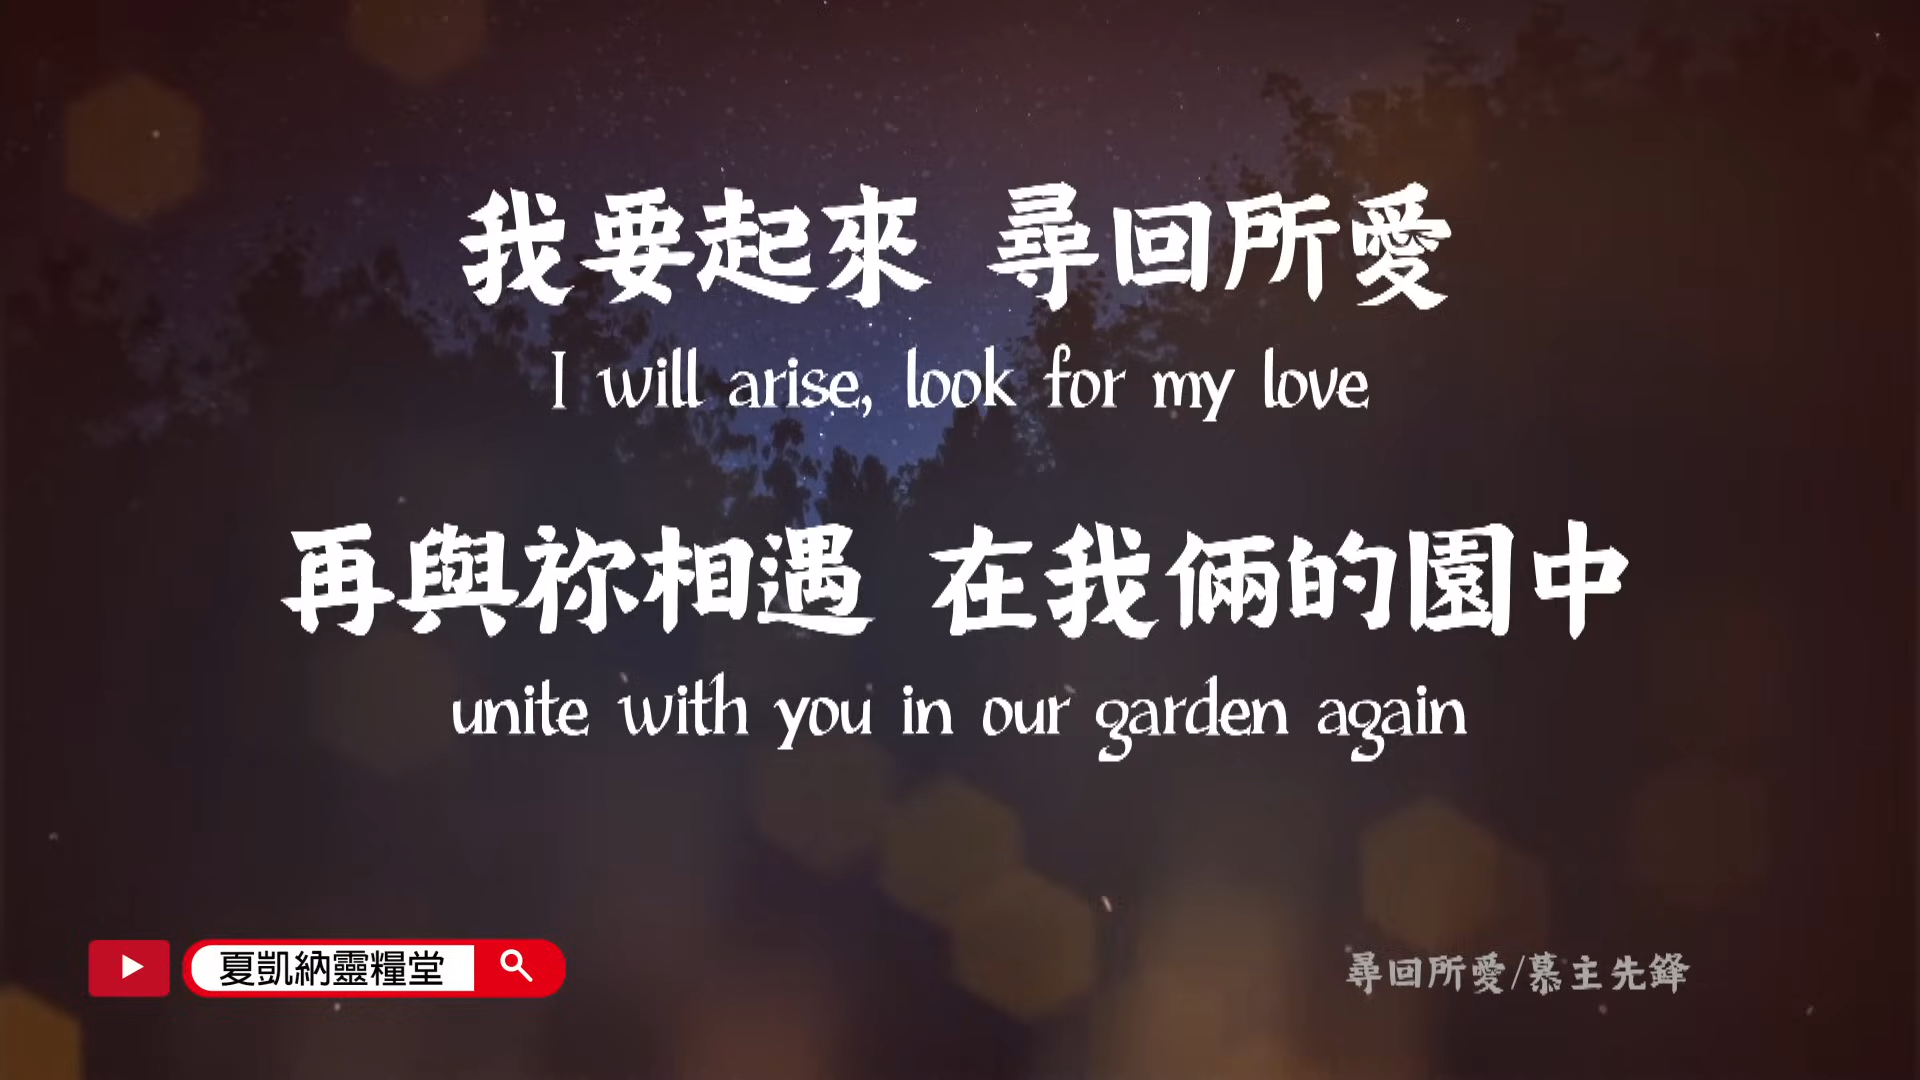 我要起來 尋回所愛
I will arise, look for my love
再與祢相遇 在我倆的園中
unite with you in our garden again
夏凱納靈糧堂
尋回所愛/慕主先鋒